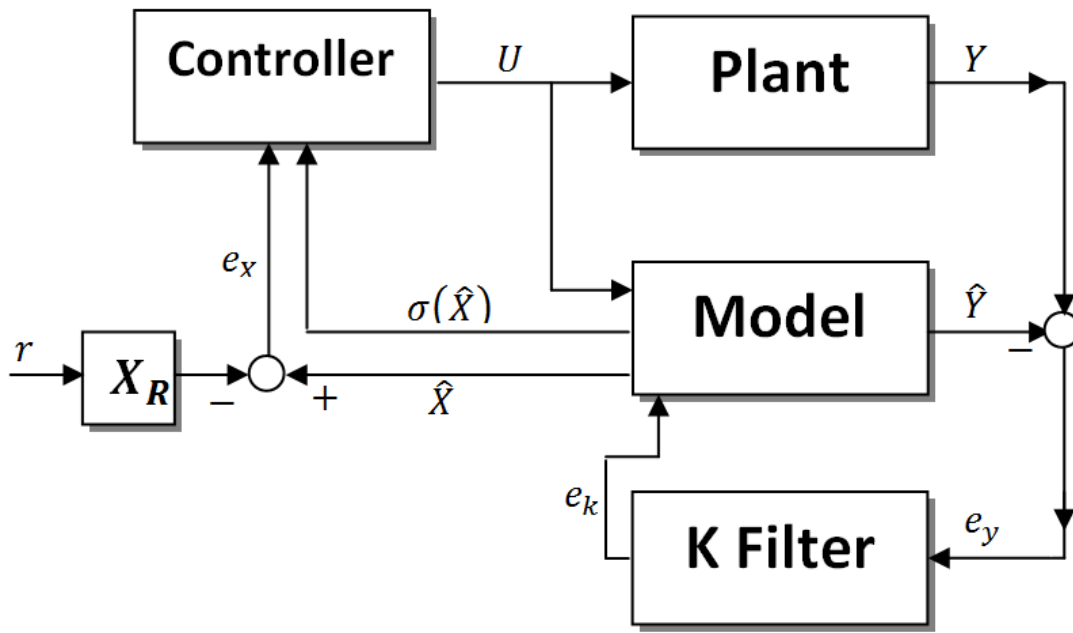 Controller
U
Plant
Y
e_x
σ(X̂)
Model
Ŷ
−
r
X_R
−
+
X̂
e_k
K Filter
e_y